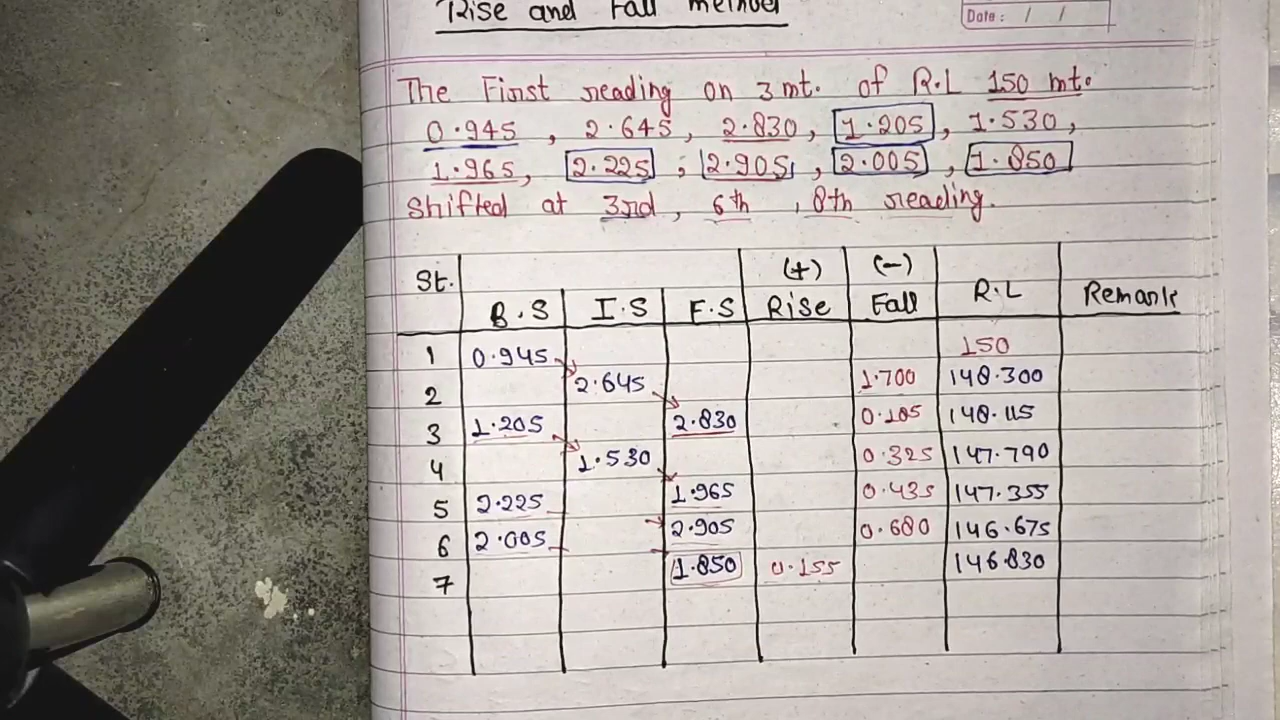 Rise and Fall method
Date : / /
The First reading on 3 mt. of R.L 150 mt.
0.945 , 2.645, 2.830, 1.205, 1.530,
1.965, 2.225, 2.905, 2.005, 1.850
Shifted at 3rd, 6th, 8th reading.
St. B.S I.S F.S (+) Rise (-) Fall R.L Remark
1 0.945 150
2 2.645 1.700 148.300
3 1.205 2.830 0.185 148.115
4 1.530 0.325 147.790
5 2.225 1.965 0.435 147.355
6 2.005 2.905 0.680 146.675
7 1.850 0.155 146.830